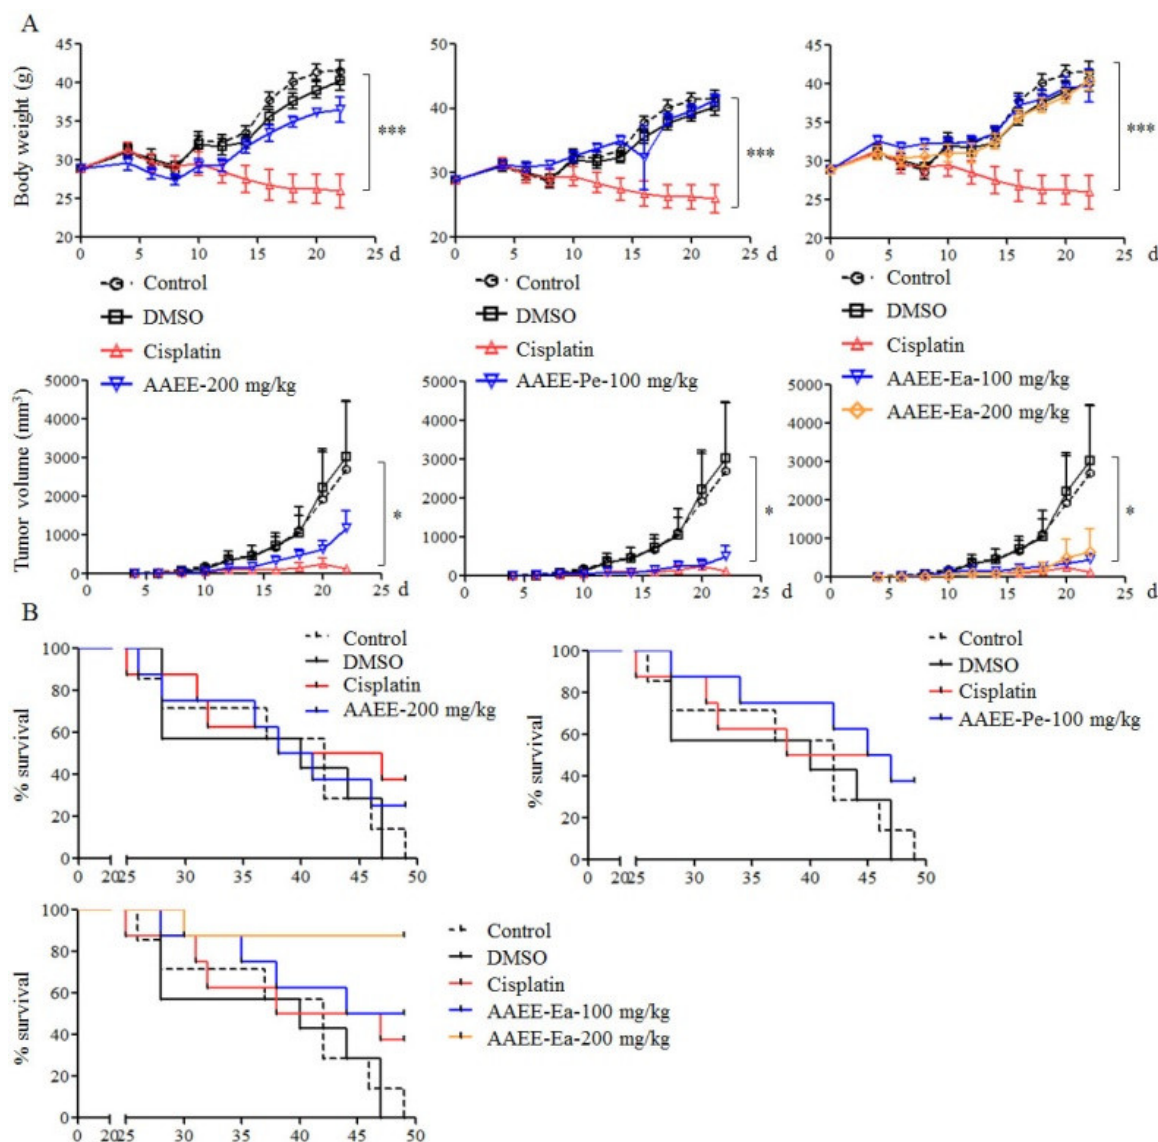 A
Body weight (g)
45
40
35
30
25
20
0 5 10 15 20 25 d
***
50
40
30
20
0 5 10 15 20 25 d
***
45
40
35
30
25
20
0 5 10 15 20 25 d
***
Control
DMSO
Cisplatin
AAEE-200 mg/kg
Control
DMSO
Cisplatin
AAEE-Pe-100 mg/kg
Control
DMSO
Cisplatin
AAEE-Ea-100 mg/kg
AAEE-Ea-200 mg/kg
Tumor volume (mm³)
5000
4000
3000
2000
1000
0
0 5 10 15 20 25 d
*
5000
4000
3000
2000
1000
0
0 5 10 15 20 25 d
*
5000
4000
3000
2000
1000
0
0 5 10 15 20 25 d
*
B
% survival
100
80
60
40
20
0
0 20 25 30 35 40 45 50
Control
DMSO
Cisplatin
AAEE-200 mg/kg
% survival
100
80
60
40
20
0
0 20 25 30 35 40 45 50
Control
DMSO
Cisplatin
AAEE-Pe-100 mg/kg
% survival
100
80
60
40
20
0
0 20 25 30 35 40 45 50
Control
DMSO
Cisplatin
AAEE-Ea-100 mg/kg
AAEE-Ea-200 mg/kg